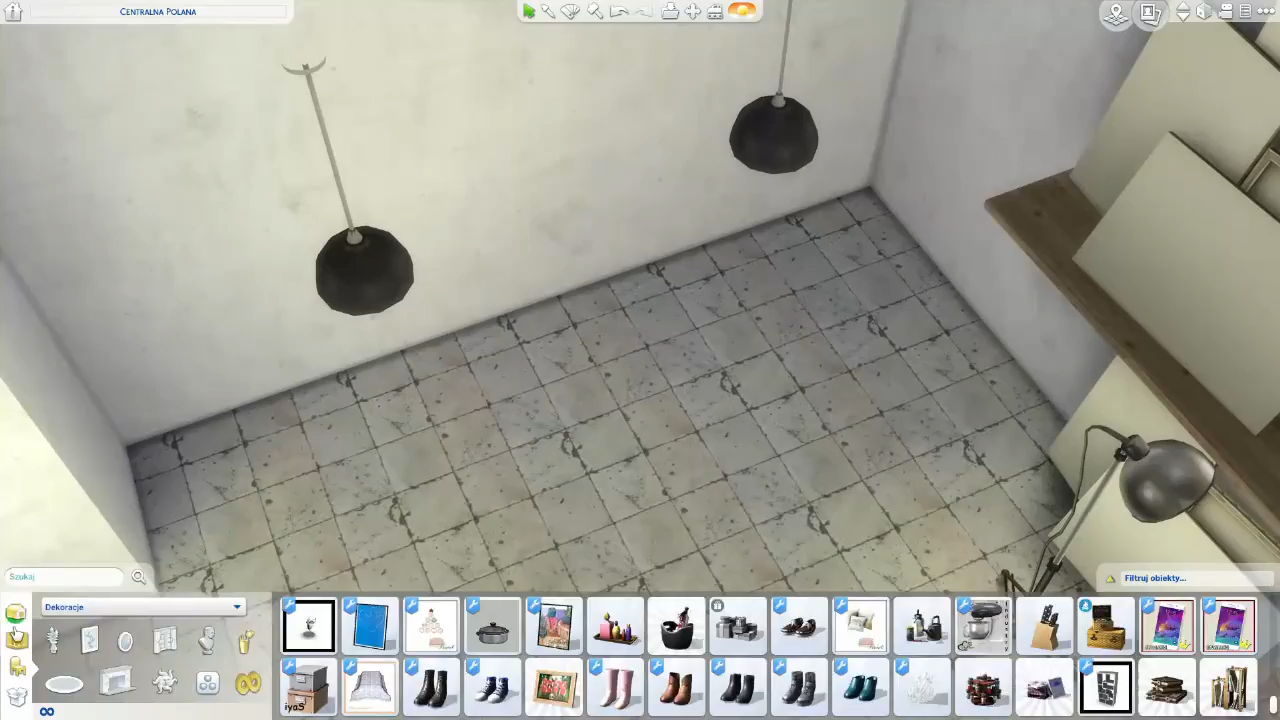 CENTRALNA POLANA
Szukaj
Filtruj obiekty...
Dekoracje
iyaS